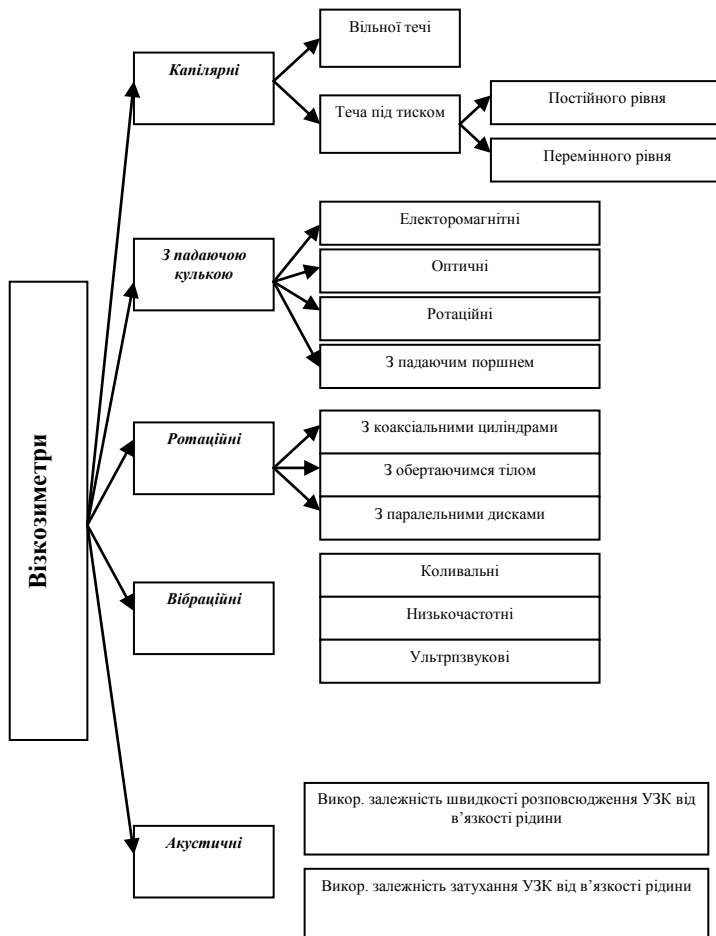 Візкозиметри
Капілярні
Вільної течі
Теча під тиском
Постійного рівня
Перемінного рівня
З падаючою
кулькою
Електоромагнітні
Оптичні
Ротаційні
З падаючим поршнем
Ротаційні
З коаксіальними циліндрами
З обертаючимся тілом
З паралельними дисками
Вібраційні
Коливальні
Низькочастотні
Ультрпзвукові
Акустичні
Викор. залежність швидкості розповсюдження УЗК від
в’язкості рідини
Викор. залежність затухання УЗК від в’язкості рідини